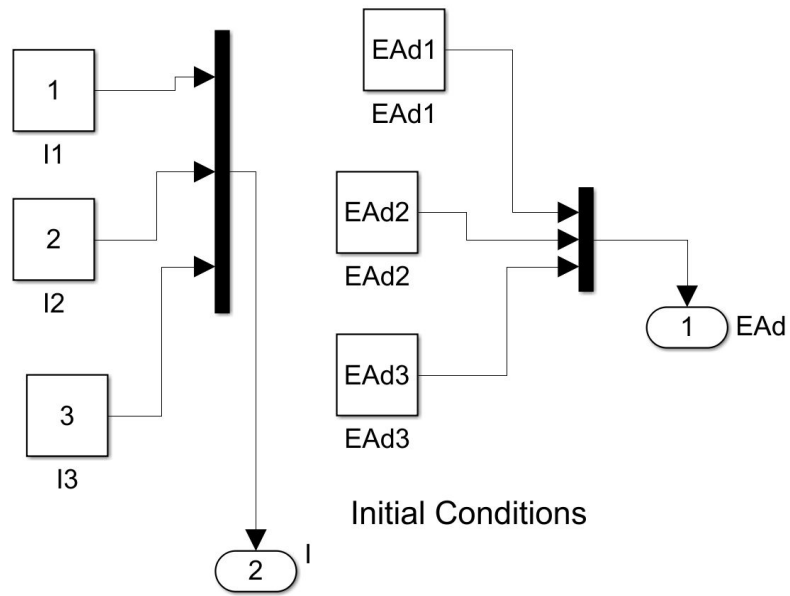 1
I1
2
I2
3
I3
2
I
EAd1
EAd1
EAd2
EAd2
EAd3
EAd3
1
EAd
Initial Conditions